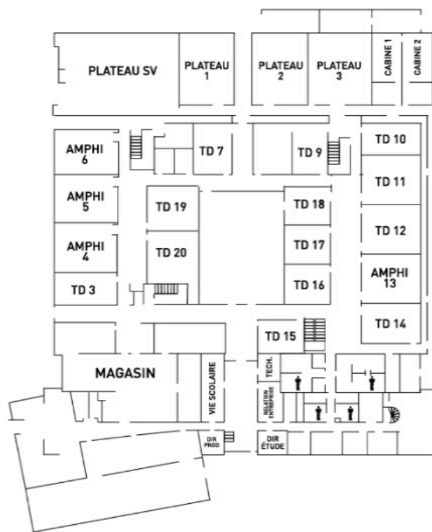 PLATEAU SV
PLATEAU
1
PLATEAU
2
PLATEAU
3
CABINE 1
CABINE 2
AMPHI
6
TD 7
TD 9
TD 10
AMPHI
5
TD 19
TD 18
TD 11
AMPHI
4
TD 20
TD 17
TD 12
TD 3
TD 16
AMPHI
13
TD 15
TD 14
MAGASIN
VIE SCOLAIRE
TECH.
RELATION
ENTREPRISE
DIR
PROD
DIR
ÉTUDE